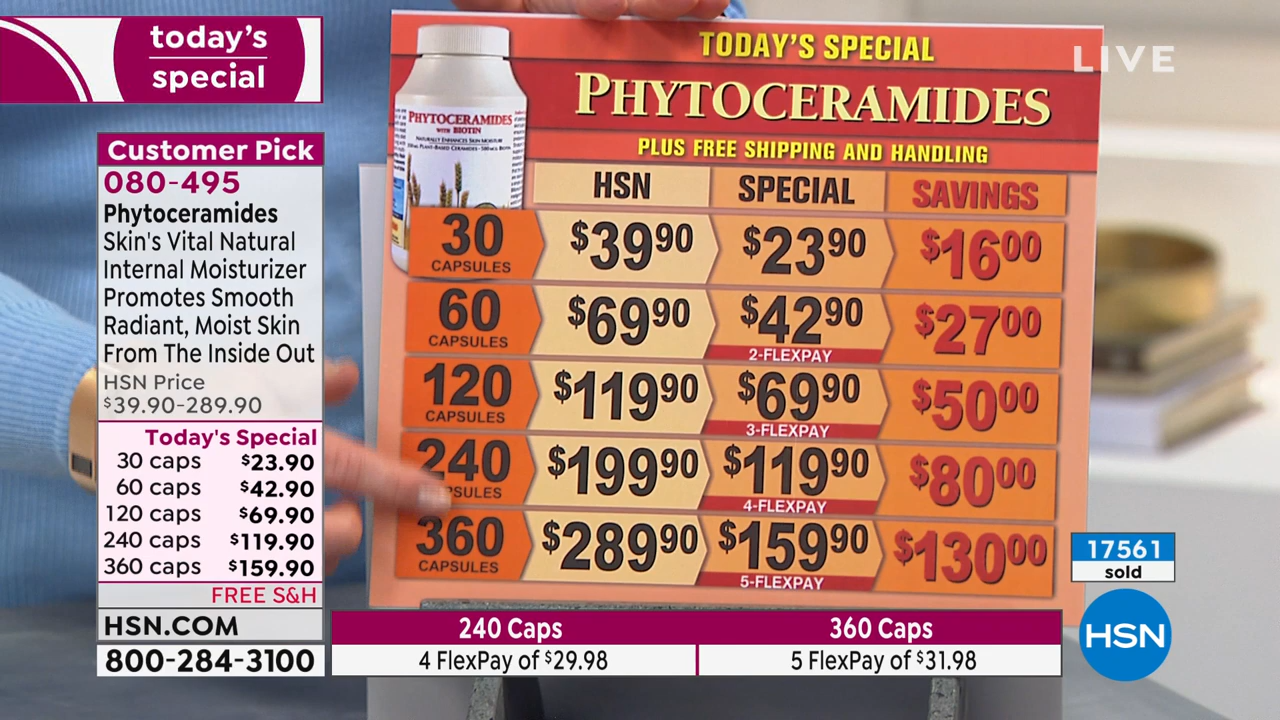 today's
special
Customer Pick
080-495
Phytoceramides
Skin's Vital Natural
Internal Moisturizer
Promotes Smooth
Radiant, Moist Skin
From The Inside Out
HSN Price
$39.90-289.90
Today's Special
30 caps $23.90
60 caps $42.90
120 caps $69.90
240 caps $119.90
360 caps $159.90
FREE S&H
HSN.COM
800-284-3100
LIVE
TODAY'S SPECIAL
PHYTOCERAMIDES
PLUS FREE SHIPPING AND HANDLING
PHYTOCERAMIDES
WITH BIOTIN
NATURALLY ENHANCES SKIN MOISTURE
HSN SPECIAL SAVINGS
30 CAPSULES $39.90 $23.90 $16.00
60 CAPSULES $69.90 $42.90 $27.00
2-FLEXPAY
120 CAPSULES $119.90 $69.90 $50.00
3-FLEXPAY
240 $199.90 $119.90 $80.00
4-FLEXPAY
360 CAPSULES $289.90 $159.90 $130.00
5-FLEXPAY
17561
sold
HSN
240 Caps 360 Caps
4 FlexPay of $29.98 5 FlexPay of $31.98